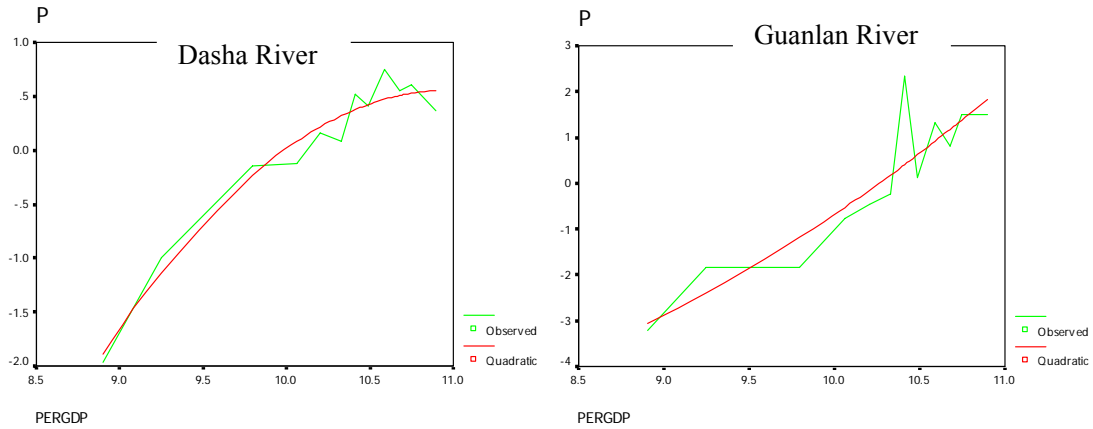 P
Dasha River
1.0
.5
0.0
-.5
-1.0
-1.5
-2.0
8.5 9.0 9.5 10.0 10.5 11.0
PERGDP
Observed
Quadratic
P
Guanlan River
3
2
1
0
-1
-2
-3
-4
8.5 9.0 9.5 10.0 10.5 11.0
PERGDP
Observed
Quadratic